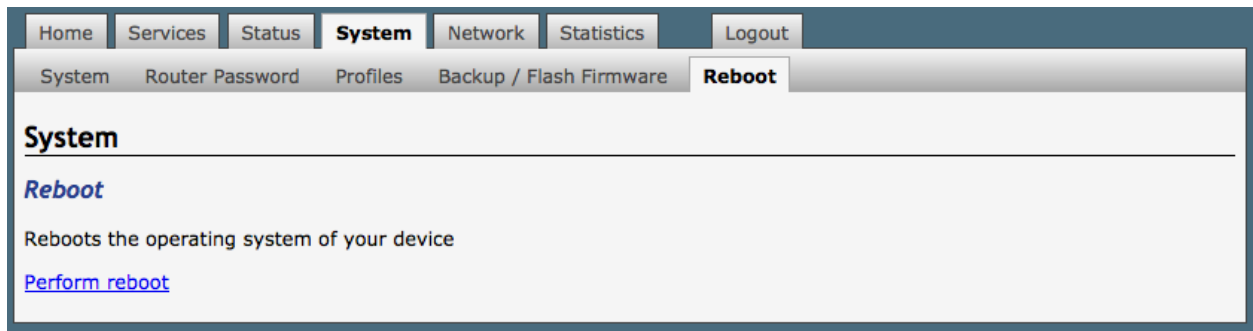 Home Services Status System Network Statistics Logout
System Router Password Profiles Backup / Flash Firmware Reboot
System
Reboot
Reboots the operating system of your device
Perform reboot